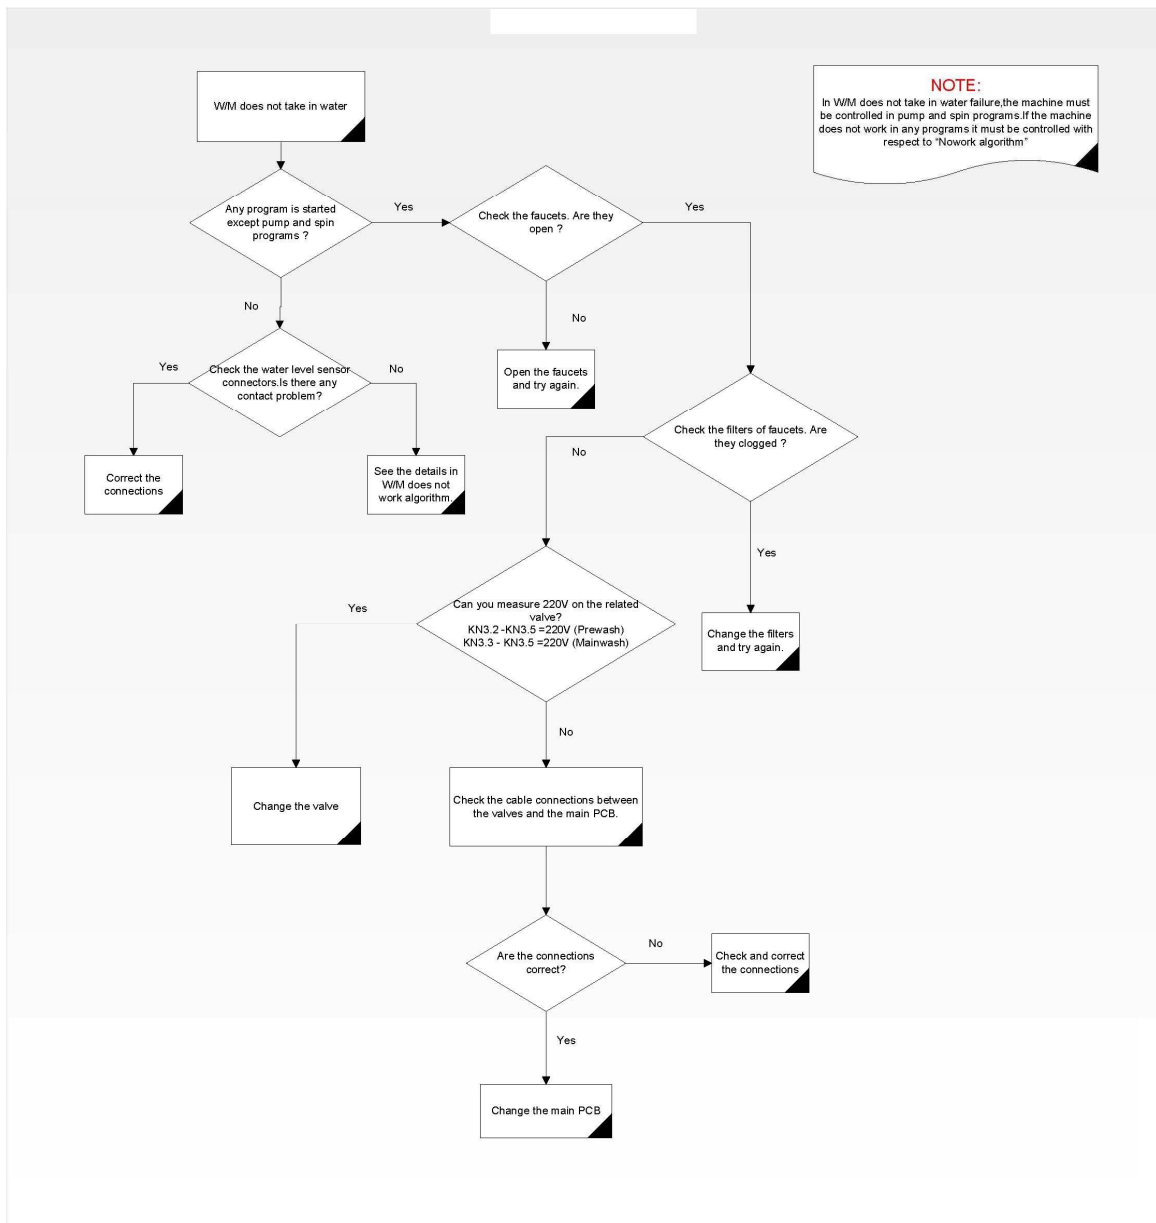 W/M does not take in water
NOTE:
In W/M does not take in water failure,the machine must
be controlled in pump and spin programs.If the machine
does not work in any programs it must be controlled with
respect to “Nowork algorithm”
Any program is started
except pump and spin
programs ?
Yes
Check the faucets. Are they
open ?
Yes
No
No
Open the faucets
and try again.
Check the water level sensor
connectors.Is there any
contact problem?
Yes
No
Correct the
connections
See the details in
W/M does not
work algorithm.
Check the filters of faucets. Are
they clogged ?
No
Yes
Change the filters
and try again.
Can you measure 220V on the related
valve?
KN3.2 -KN3.5 =220V (Prewash)
KN3.3 - KN3.5 =220V (Mainwash)
Yes
No
Change the valve
Check the cable connections between
the valves and the main PCB.
Are the connections
correct?
No
Check and correct
the connections
Yes
Change the main PCB